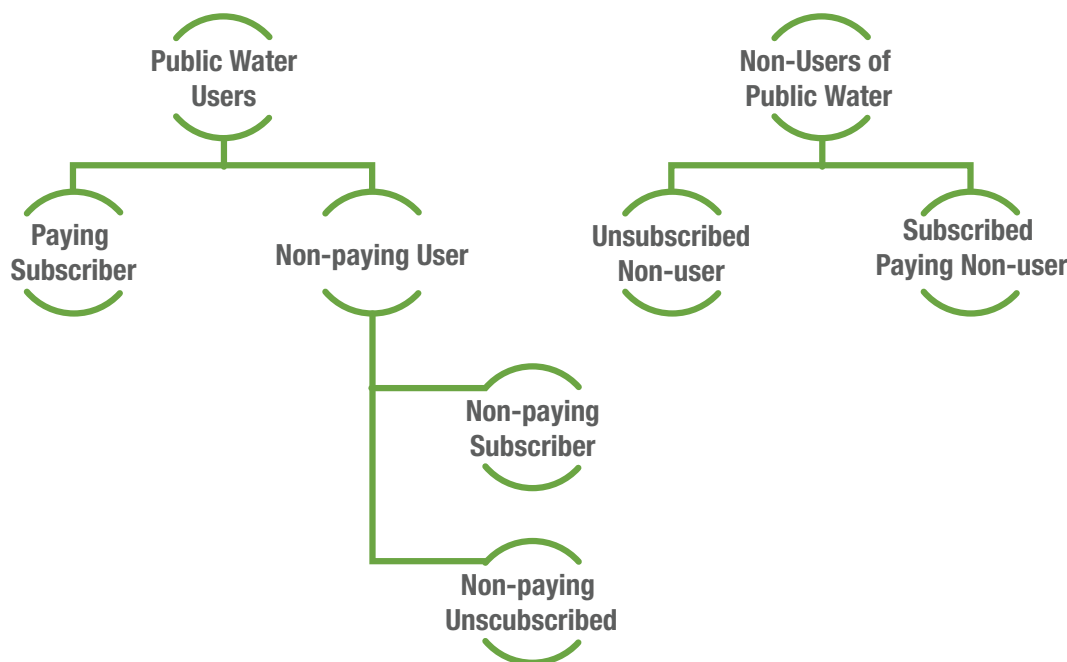 Public Water
Users
Non-Users of
Public Water
Paying
Subscriber
Non-paying User
Unsubscribed
Non-user
Subscribed
Paying Non-user
Non-paying
Subscriber
Non-paying
Unscubscribed